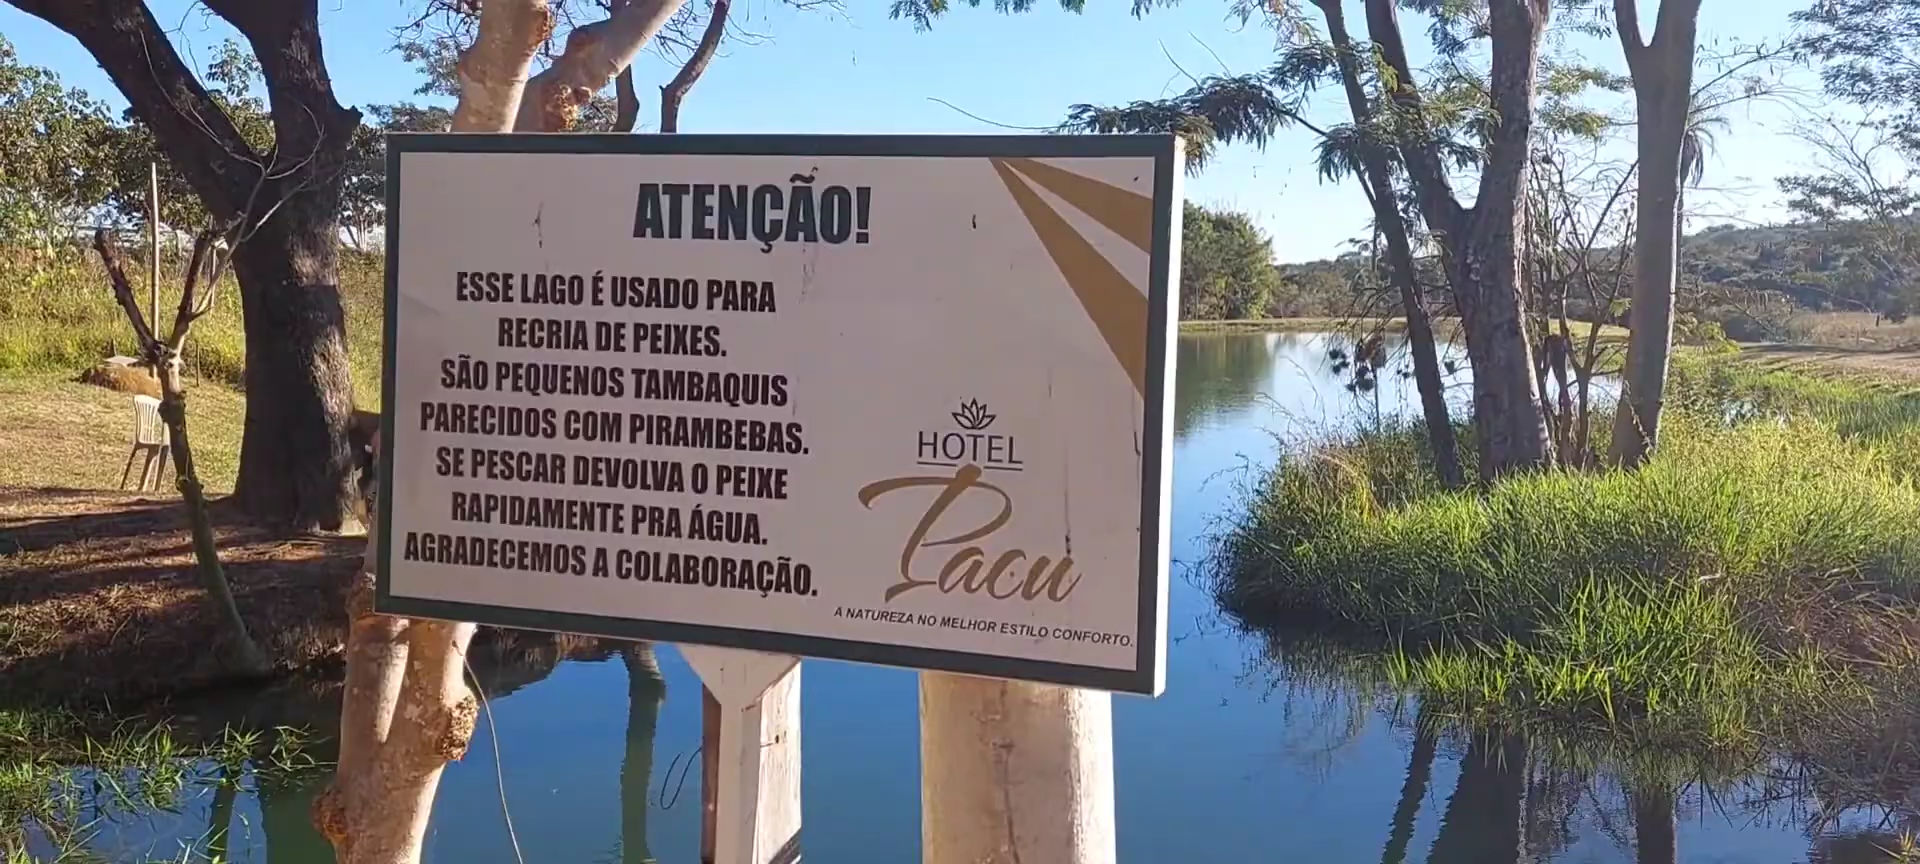 ATENÇÃO!
ESSE LAGO É USADO PARA
RECRIA DE PEIXES.
SÃO PEQUENOS TAMBAQUIS
PARECIDOS COM PIRAMBEBAS.
SE PESCAR DEVOLVA O PEIXE
RAPIDAMENTE PRA ÁGUA.
AGRADECEMOS A COLABORAÇÃO.
HOTEL
Pacu
A NATUREZA NO MELHOR ESTILO CONFORTO.